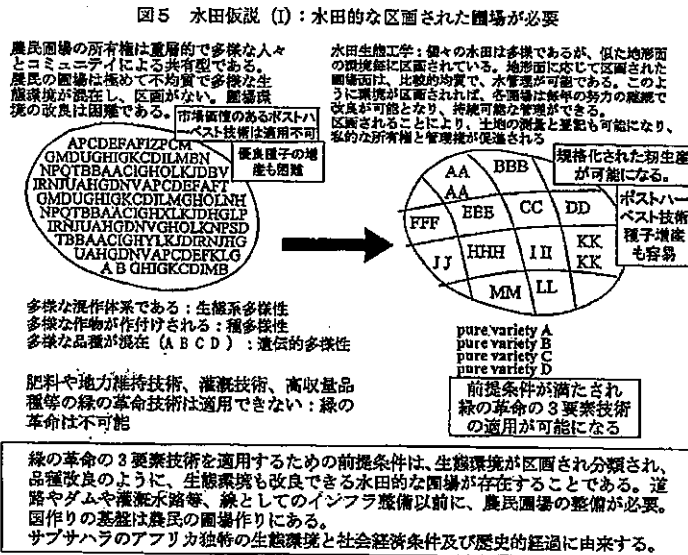 図5 水田仮説 (I)：水田的な区画された圃場が必要
農民圃場の所有権は重層的で多様な人々
とコミュニテイによる共有型である。
農民の圃場は極めて不均質で多様な生
態環境が混在し、区画がない。圃場環
境の改良は困難である。
市場価値のあるポストハ
ーベスト技術は適用不可
優良種子の増
産も困難
APCDEFAFIZPCM
GMDUGHIGKCDILMBN
NPQTBBAACIGHOLKJDBV
IRNJUAHGDNVAPCDEFAFT
GMDUGHIGKCDJLMGHOLNH
NPQTBBAACIGHXLKJDHGLP
IRNJUAHGDNVGHOLKNPSD
TBBAACIGHYLKJDIRNJHG
UAHGDNVAPCDEFKLG
A B GHIGKCDIMB
多様な混作体系である：生態系多様性
多様な作物が作付けされる：種多様性
多様な品種が混在（A B C D）：遺伝的多様性
肥料や地力維持技術、灌漑技術、高収量品
種等の緑の革命技術は適用できない：緑の
革命は不可能
水田生態工学：個々の水田は多様であるが、似た地形面
の環境毎に区画されている。地形面に応じて区画された
圃場面は、比較的均質で、水管理が可能である。このよ
うに環境が区画されれば、各圃場は毎年の努力の継続で
改良が可能となり、持続可能な管理ができる。
区画されることにより、土地の測量と登記も可能になり、
私的な所有権と管理権が促進される
規格化された籾生産
が可能になる。
ポストハー
ベスト技術
種子増産
も容易
AA
AA
BBB
FFF
EEE
CC
DD
JJ
HHH
I II
KK
KK
MM
LL
pure variety A
pure variety B
pure variety C
pure variety D
前提条件が満たされ
緑の革命の3要素技術
の適用が可能になる
緑の革命の3要素技術を適用するための前提条件は、生態環境が区画され分類され、
品種改良のように、生態環境も改良できる水田的な圃場が存在することである。道
路やダムや灌漑水路等、線としてのインフラ整備以前に、農民圃場の整備が必要。
国作りの基盤は農民の圃場作りにある。
サブサハラのアフリカ独特の生態環境と社会経済条件及び歴史的経過に由来する。